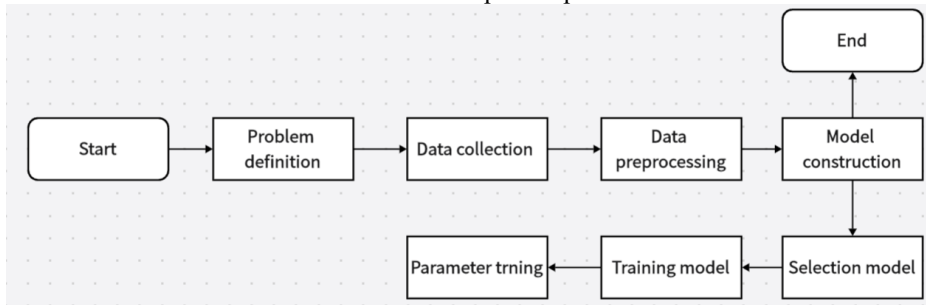 End
Start
Problem
definition
Data collection
Data
preprocessing
Model
construction
Parameter trning
Training model
Selection model